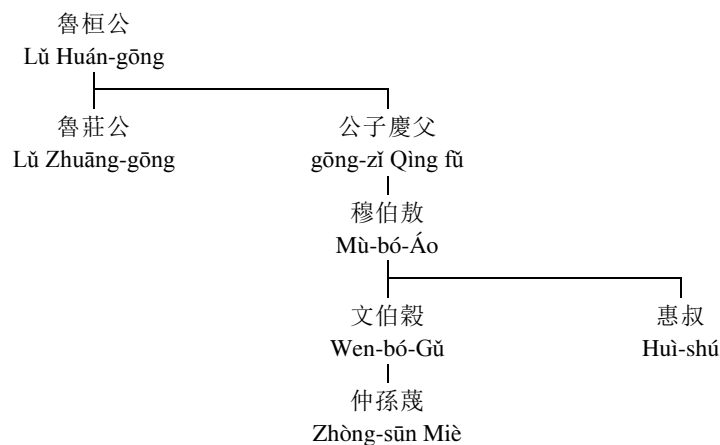 魯桓公
Lǔ Huán-gōng
魯莊公
Lǔ Zhuāng-gōng
公子慶父
gōng-zǐ Qìng fǔ
穆伯敖
Mù-bó-Áo
文伯榖
Wen-bó-Gǔ
惠叔
Huì-shú
仲孫蔑
Zhòng-sūn Miè